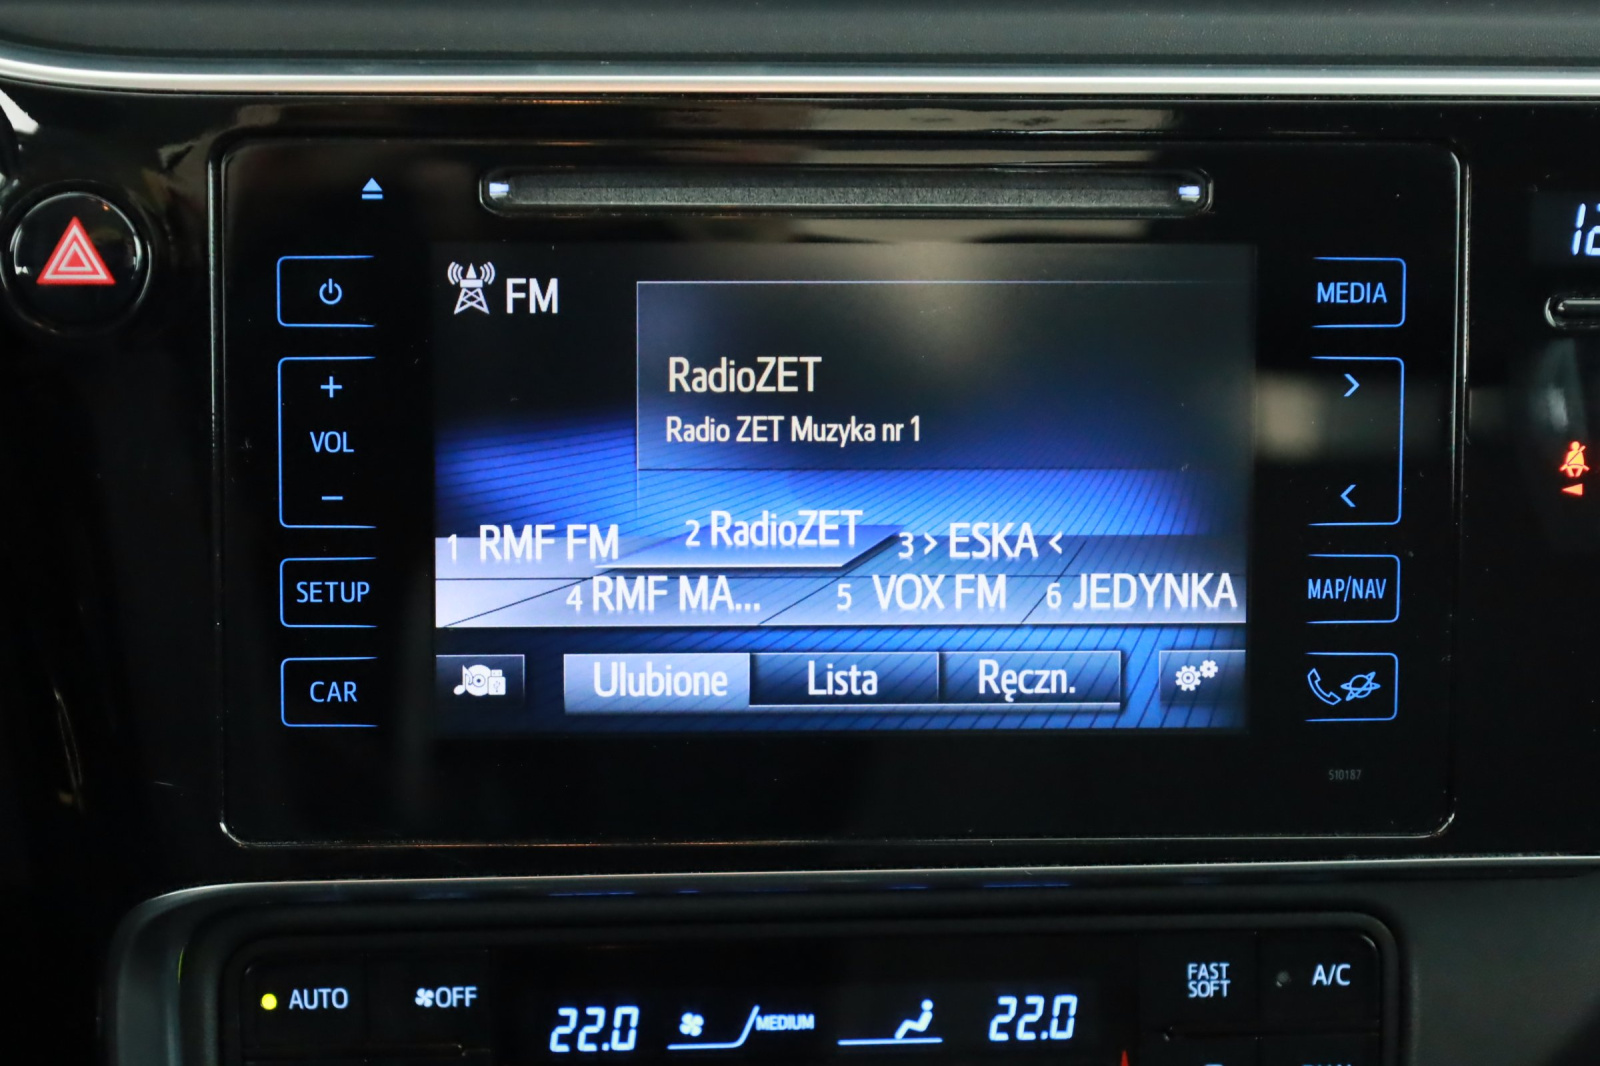 FM
MEDIA
RadioZET
Radio ZET Muzyka nr 1
+
VOL
−
>
<
1 RMF FM
2 RadioZET
3 > ESKA <
SETUP
4 RMF MA...
5 VOX FM
6 JEDYNKA
MAP/NAV
CAR
Ulubione
Lista
Ręczn.
510187
AUTO
OFF
22.0
MEDIUM
22.0
FAST
SOFT
A/C